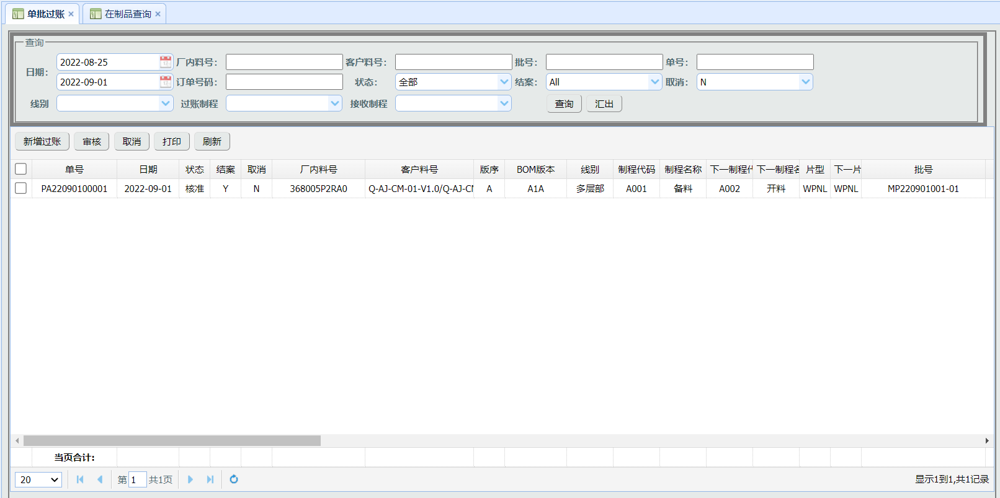 单批过账 × 在制品查询 ×
查询
日期: 2022-08-25 厂内料号: 客户料号: 批号: 单号:
2022-09-01 订单号码: 状态: 全部 结案: All 取消: N
线别 过账制程 接收制程 查询 汇出
新增过账 审核 取消 打印 刷新
单号 日期 状态 结案 取消 厂内料号 客户料号 版序 BOM版本 线别 制程代码 制程名称 下一制程 下一制程 片型 下一片 批号
PA22090100001 2022-09-01 核准 Y N 368005P2RA0 Q-AJ-CM-01-V1.0/Q-AJ-C A A1A 多层部 A001 备料 A002 开料 WPNL WPNL MP220901001-01
当页合计:
20 第 1 共1页 显示1到1,共1记录